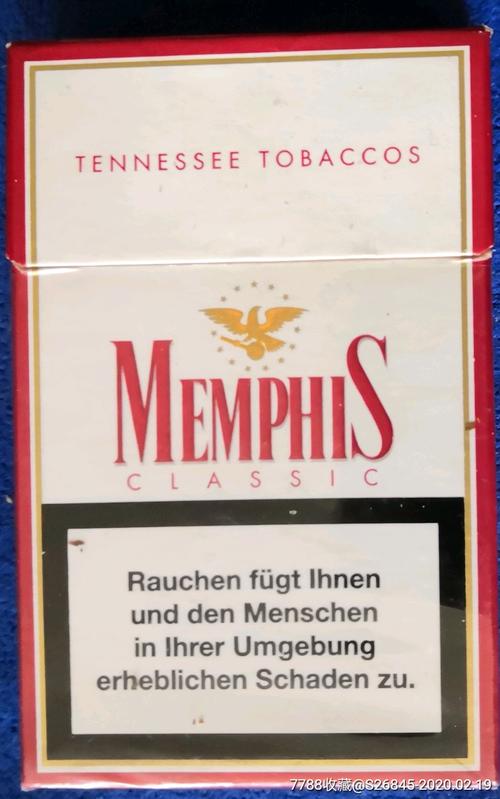 TENNESSEE TOBACCOS
MEMPHIS
CLASSIC
Rauchen fügt Ihnen
und den Menschen
in Ihrer Umgebung
erheblichen Schaden zu.
7788收藏@S26845-2020.02.19